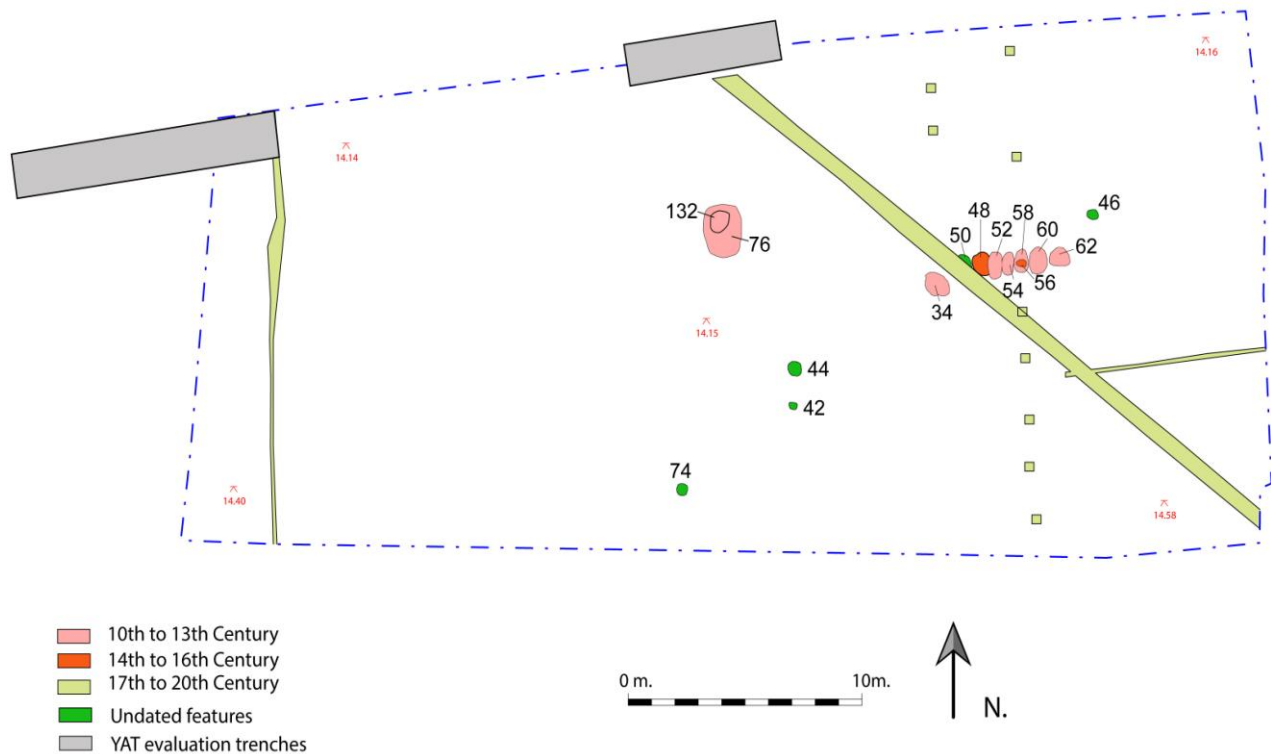 14.16
14.14
132
76
50
48
52
58
60
46
62
54
56
34
14.15
44
42
74
14.40
14.58
10th to 13th Century
14th to 16th Century
17th to 20th Century
Undated features
YAT evaluation trenches
0 m.
10m.
N.